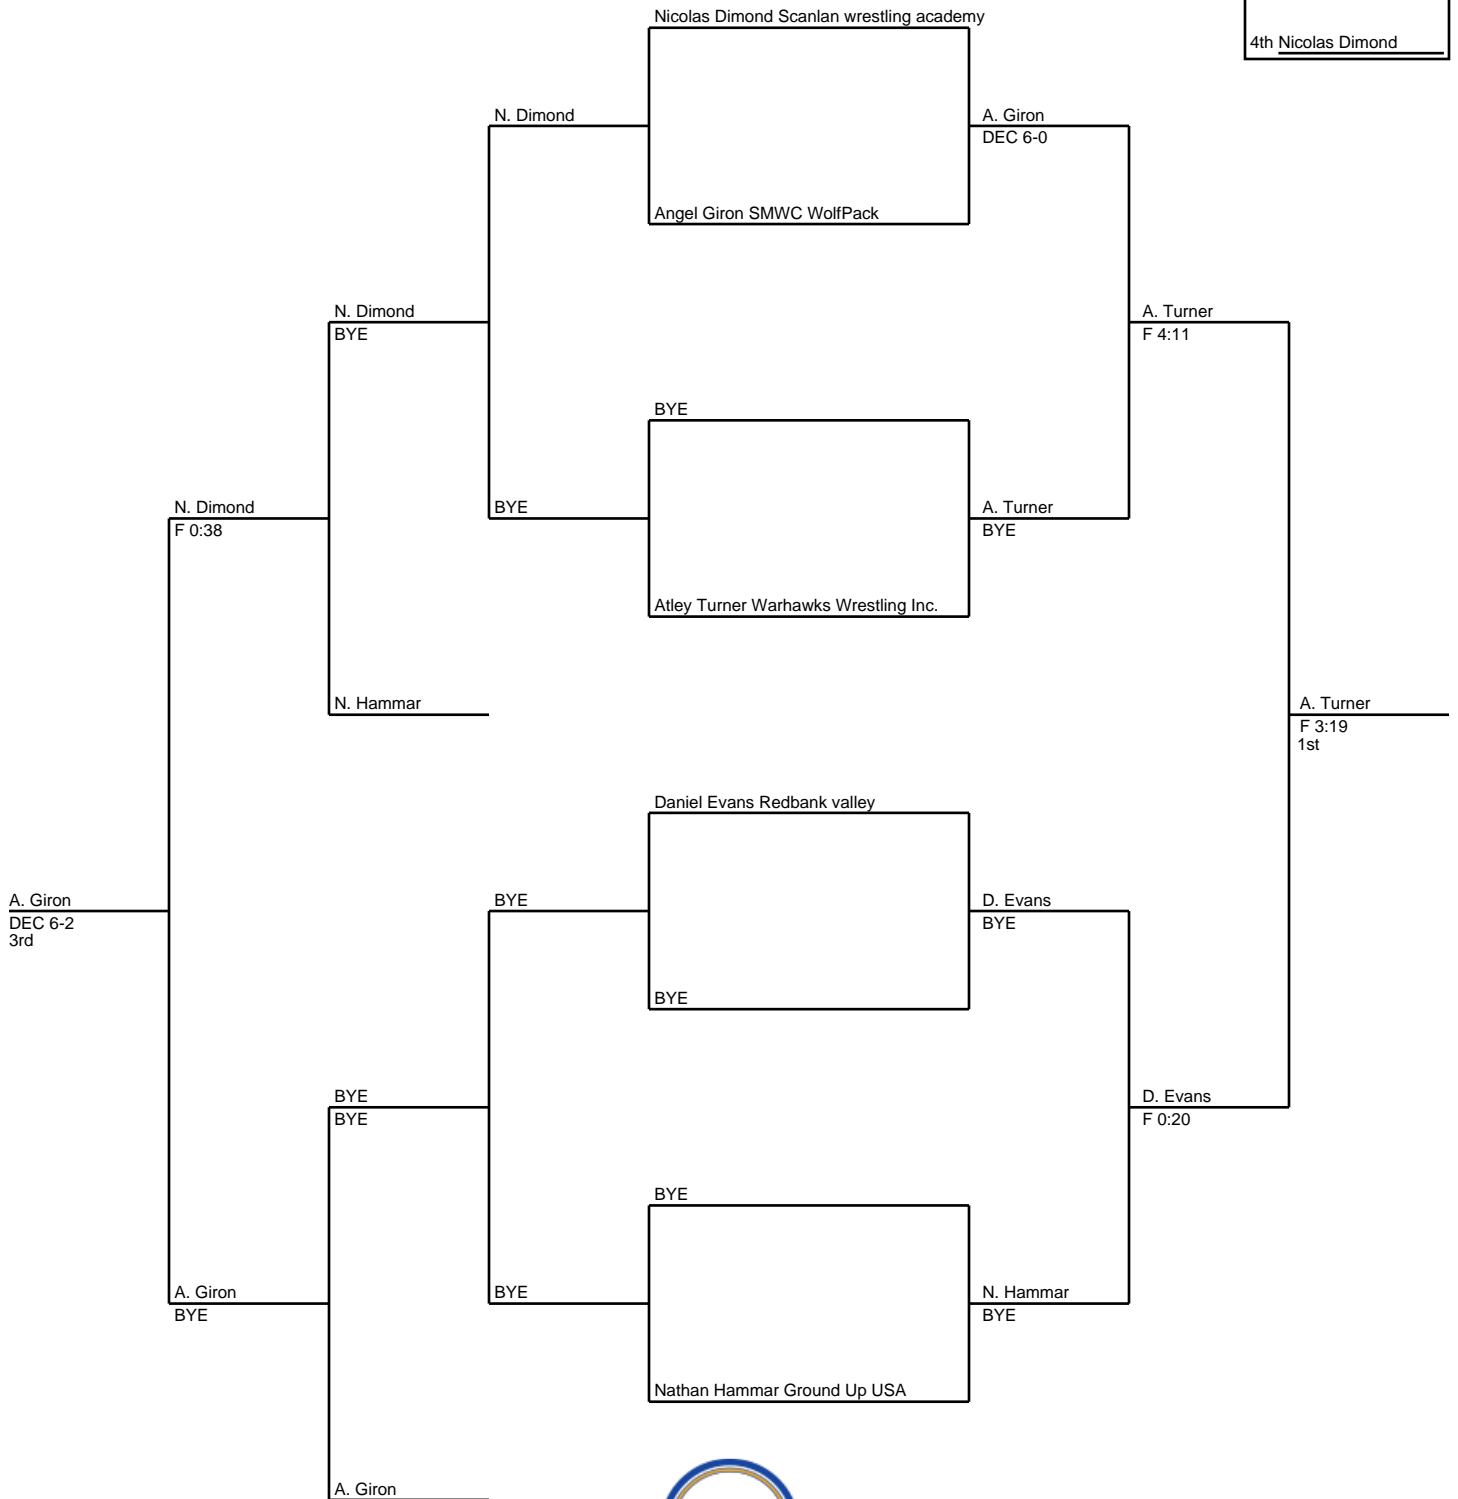 Nicolas Dimond Scanlan wrestling academy
4th Nicolas Dimond
N. Dimond
A. Giron
DEC 6-0
Angel Giron SMWC WolfPack
N. Dimond
BYE
A. Turner
F 4:11
BYE
N. Dimond
F 0:38
BYE
A. Turner
BYE
Atley Turner Warhawks Wrestling Inc.
N. Hammar
A. Turner
F 3:19
1st
Daniel Evans Redbank valley
A. Giron
DEC 6-2
3rd
BYE
D. Evans
BYE
BYE
BYE
BYE
D. Evans
F 0:20
BYE
A. Giron
BYE
BYE
N. Hammar
BYE
Nathan Hammar Ground Up USA
A. Giron